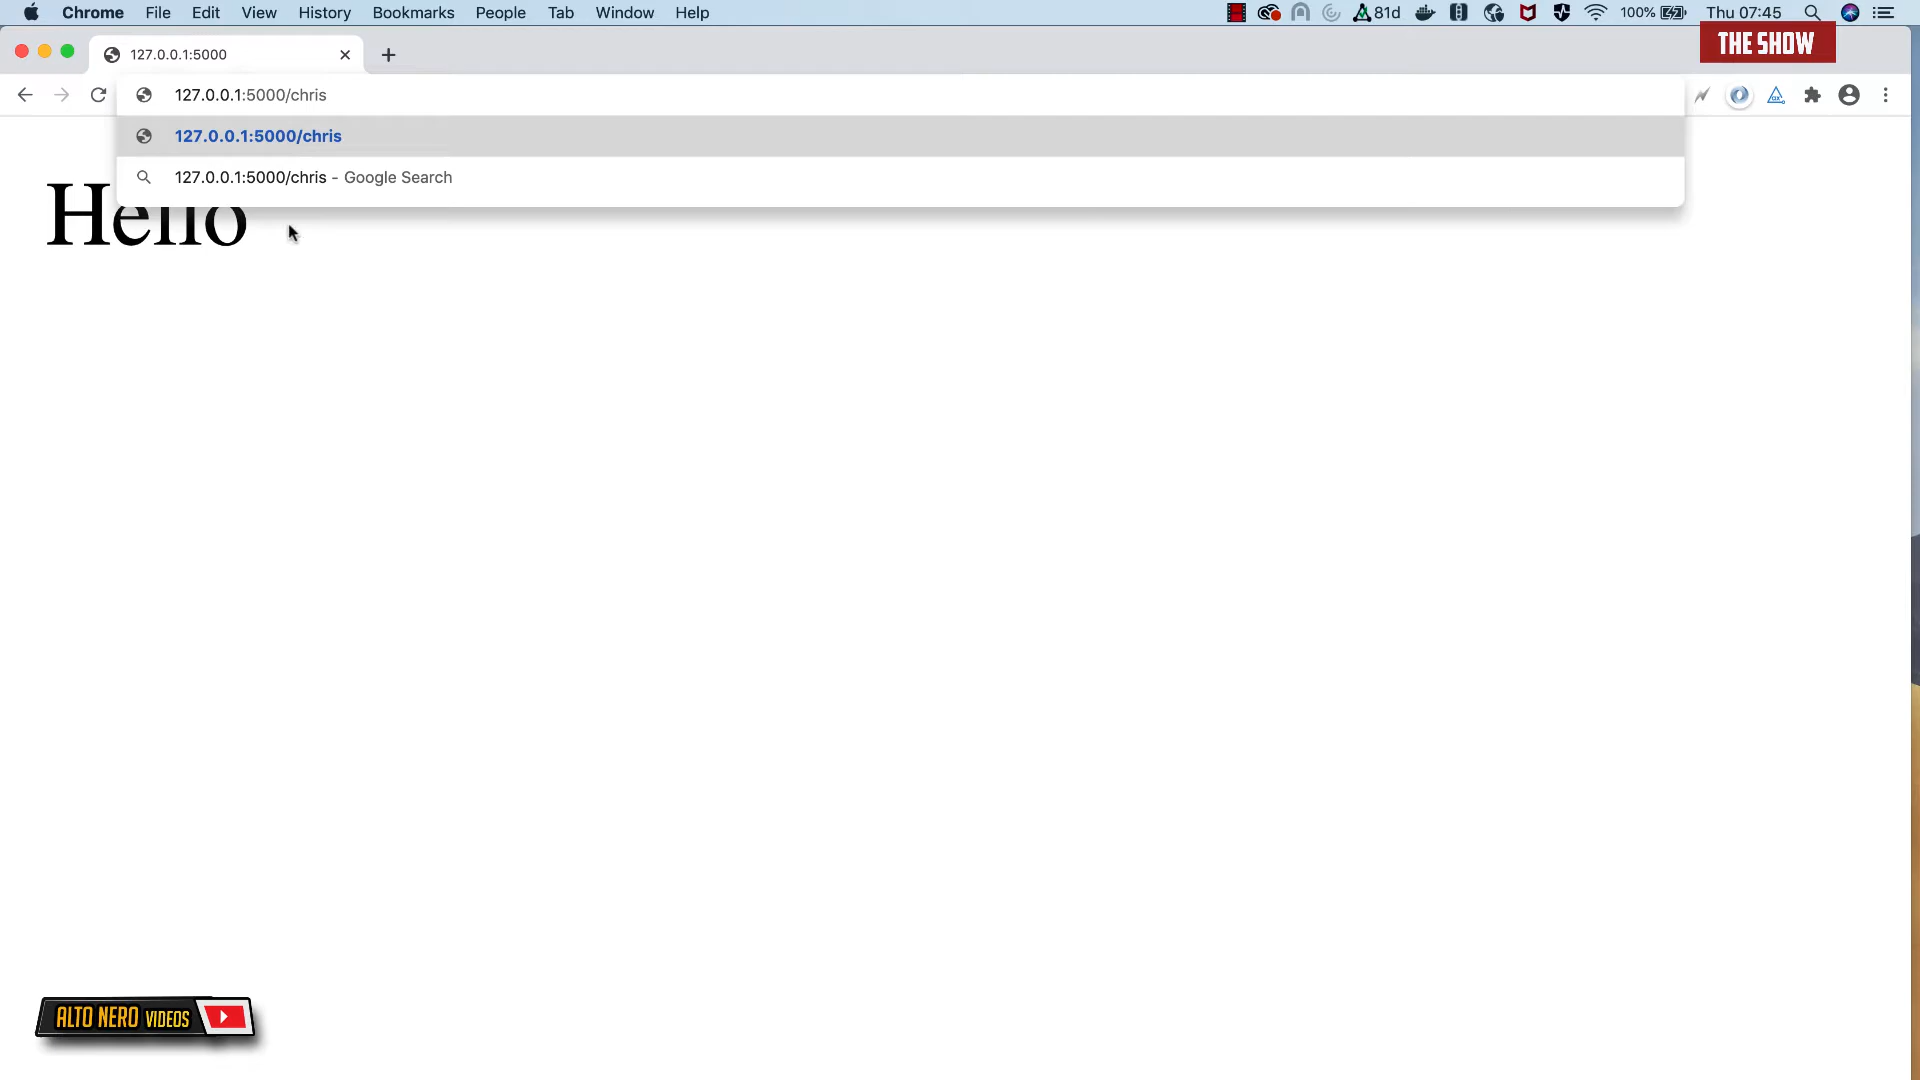 Chrome File Edit View History Bookmarks People Tab Window Help 81d 100% Thu 07:45
THE SHOW
127.0.0.1:5000
127.0.0.1:5000/chris
127.0.0.1:5000/chris
127.0.0.1:5000/chris - Google Search
Hello
ALTO NERO VIDEOS